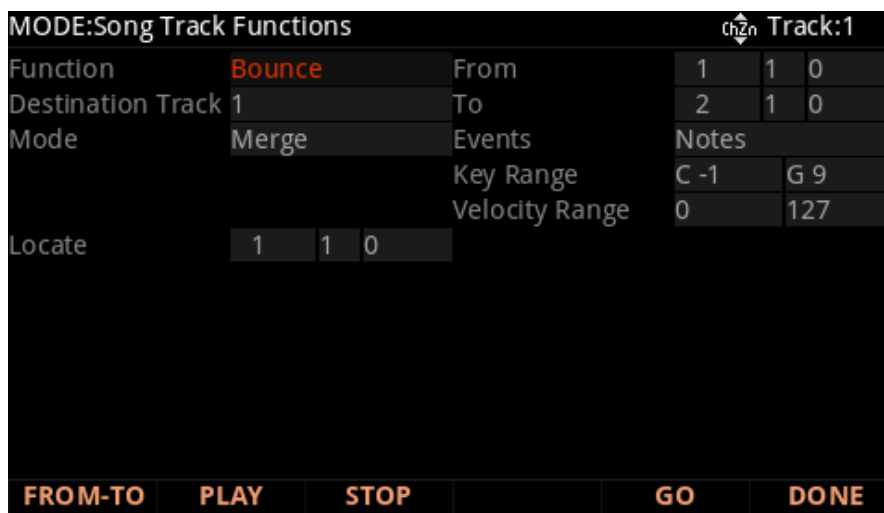 MODE:Song Track Functions ChZn Track:1
Function Bounce From 1 1 0
Destination Track 1 To 2 1 0
Mode Merge Events Notes
Key Range C -1 G 9
Velocity Range 0 127
Locate 1 1 0
FROM-TO PLAY STOP GO DONE